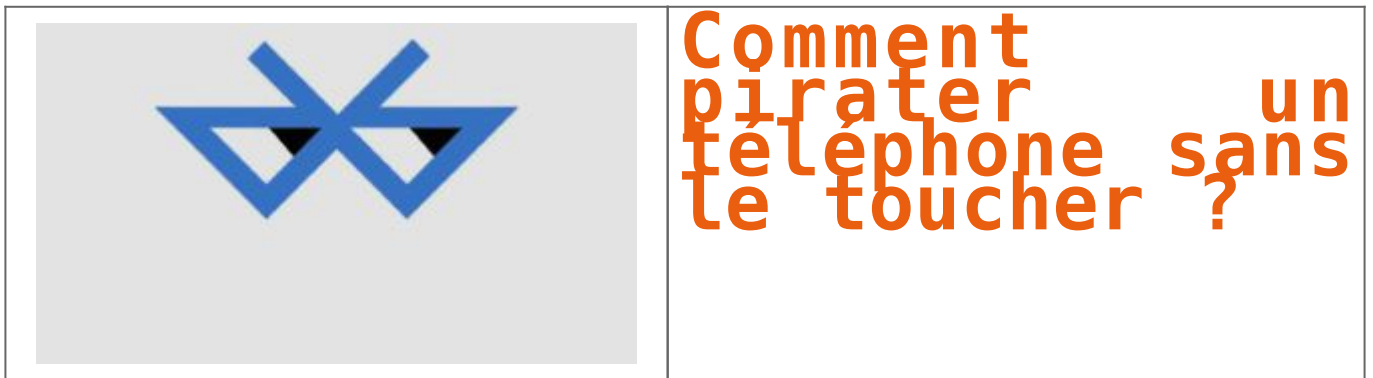 Comment
pirater un
téléphone sans
le toucher ?